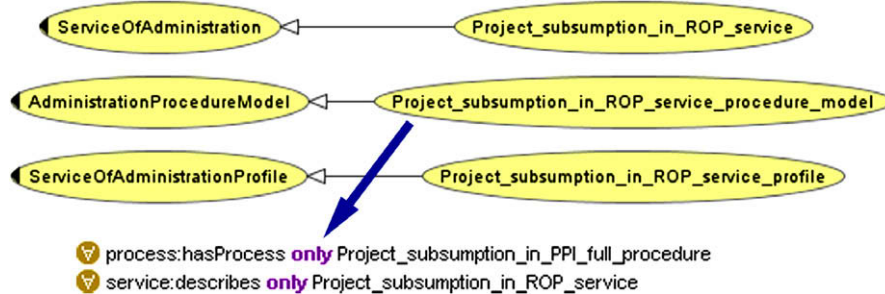 ServiceOfAdministration Project_subsumption_in_ROP_service
AdministrationProcedureModel Project_subsumption_in_ROP_service_procedure_model
ServiceOfAdministrationProfile Project_subsumption_in_ROP_service_profile
∀ process:hasProcess only Project_subsumption_in_PPI_full_procedure
∀ service:describes only Project_subsumption_in_ROP_service